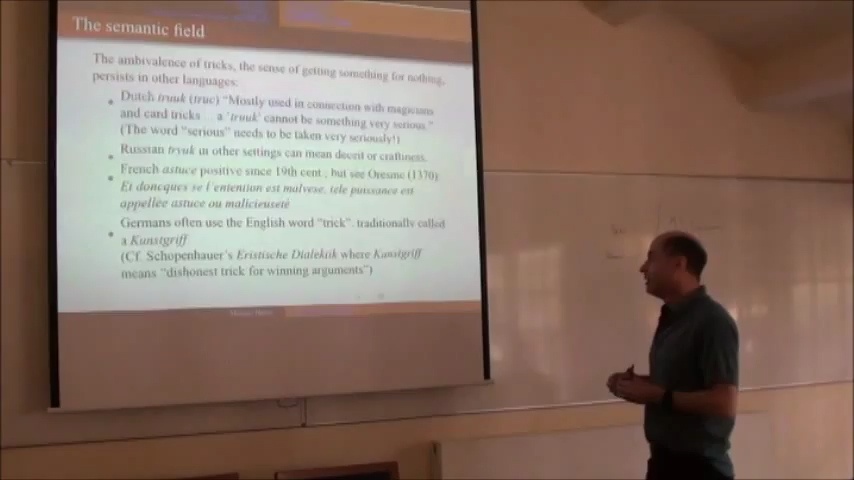 The semantic field
The ambivalence of tricks, the sense of getting something for nothing,
persists in other languages:
• Dutch truuk (truc) “Mostly used in connection with magicians
and card tricks... a ‘truuk’ cannot be something very serious.”
(The word “serious” needs to be taken very seriously!)
• Russian tryuk in other settings can mean deceit or craftiness.
• French astuce positive since 19th cent.; but see Oresme (1370)
Et doncques se l'entention est malvese, tele puissance est
appellée astuce ou malicieuseté
• Germans often use the English word “trick”, traditionally called
a Kunstgriff
(Cf. Schopenhauer's Eristische Dialektik where Kunstgriff
means “dishonest trick for winning arguments”)